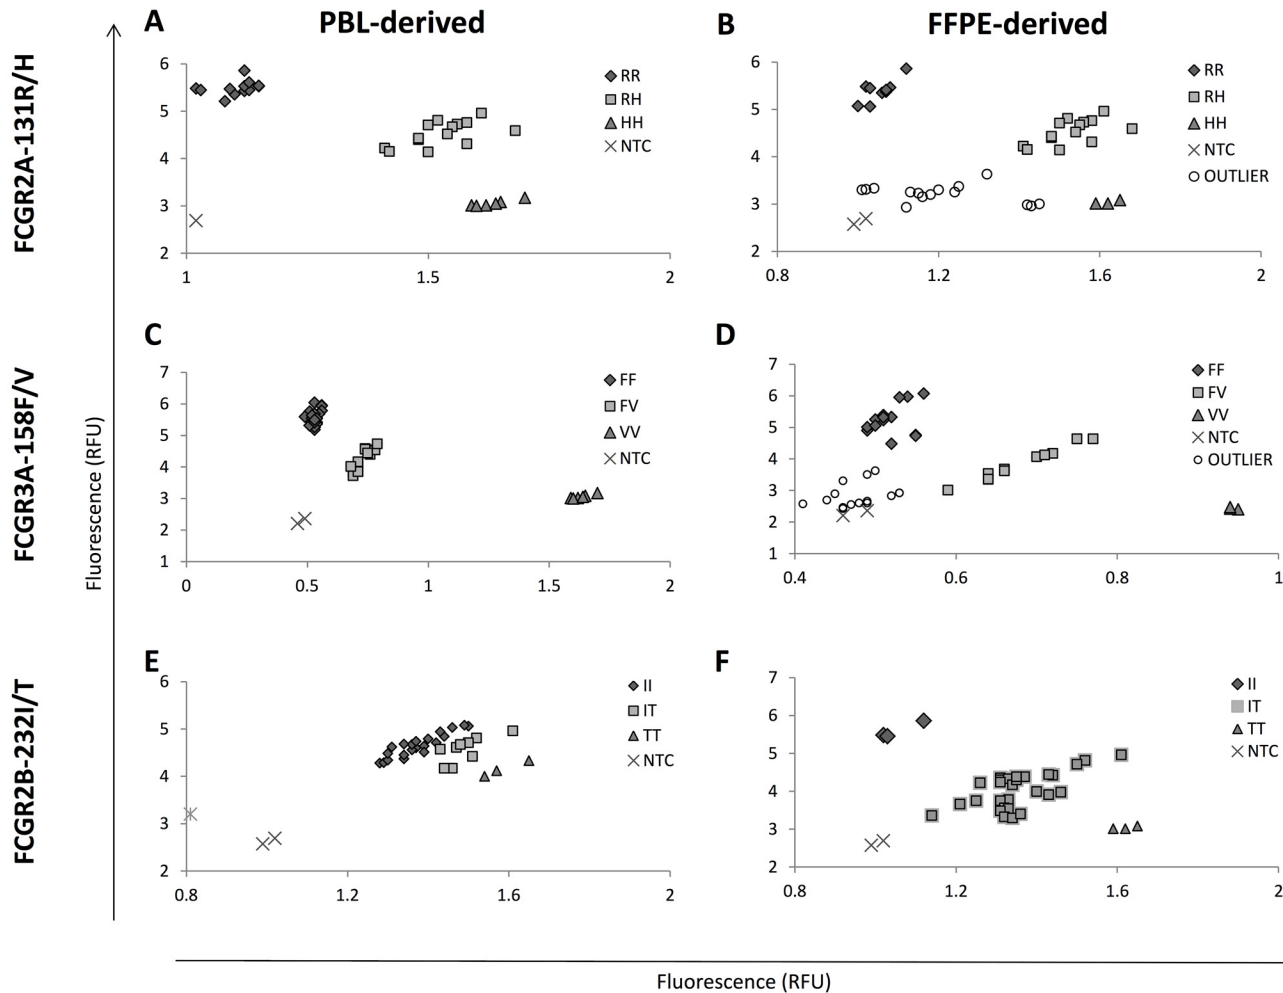 PBL-derived
FFPE-derived
FCGR2A-131R/H
A
6
5
4
3
2
1
1.5
2
RR
RH
HH
NTC
B
6
5
4
3
2
0.8
1.2
1.6
2
RR
RH
HH
NTC
OUTLIER
FCGR3A-158F/V
C
7
6
5
4
3
2
1
0
0.5
1
1.5
2
FF
FV
VV
NTC
D
7
6
5
4
3
2
1
0.4
0.6
0.8
1
FF
FV
VV
NTC
OUTLIER
Fluorescence (RFU)
FCGR2B-232I/T
E
6
5
4
3
2
0.8
1.2
1.6
2
II
IT
TT
NTC
F
7
6
5
4
3
2
0.8
1.2
1.6
2
II
IT
TT
NTC
Fluorescence (RFU)